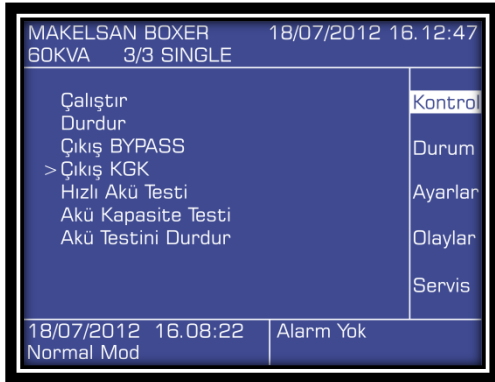 MAKELSAN BOXER 18/07/2012 16.12:47
60KVA 3/3 SINGLE
Çalıştır
Durdur
Çıkış BYPASS
>Çıkış KGK
Hızlı Akü Testi
Akü Kapasite Testi
Akü Testini Durdur
Kontrol
Durum
Ayarlar
Olaylar
Servis
18/07/2012 16.08:22
Normal Mod
Alarm Yok